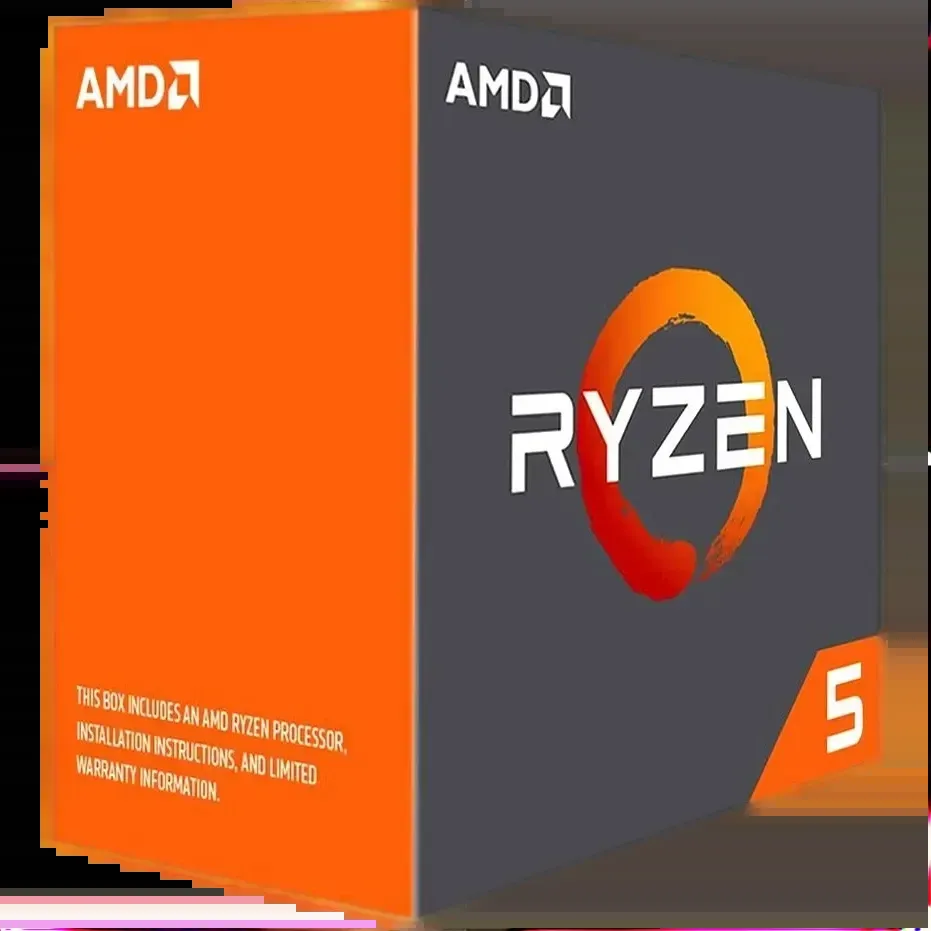 AMD
THIS BOX INCLUDES AN AMD RYZEN PROCESSOR,
INSTALLATION INSTRUCTIONS, AND LIMITED
WARRANTY INFORMATION.
AMD
RYZEN
5